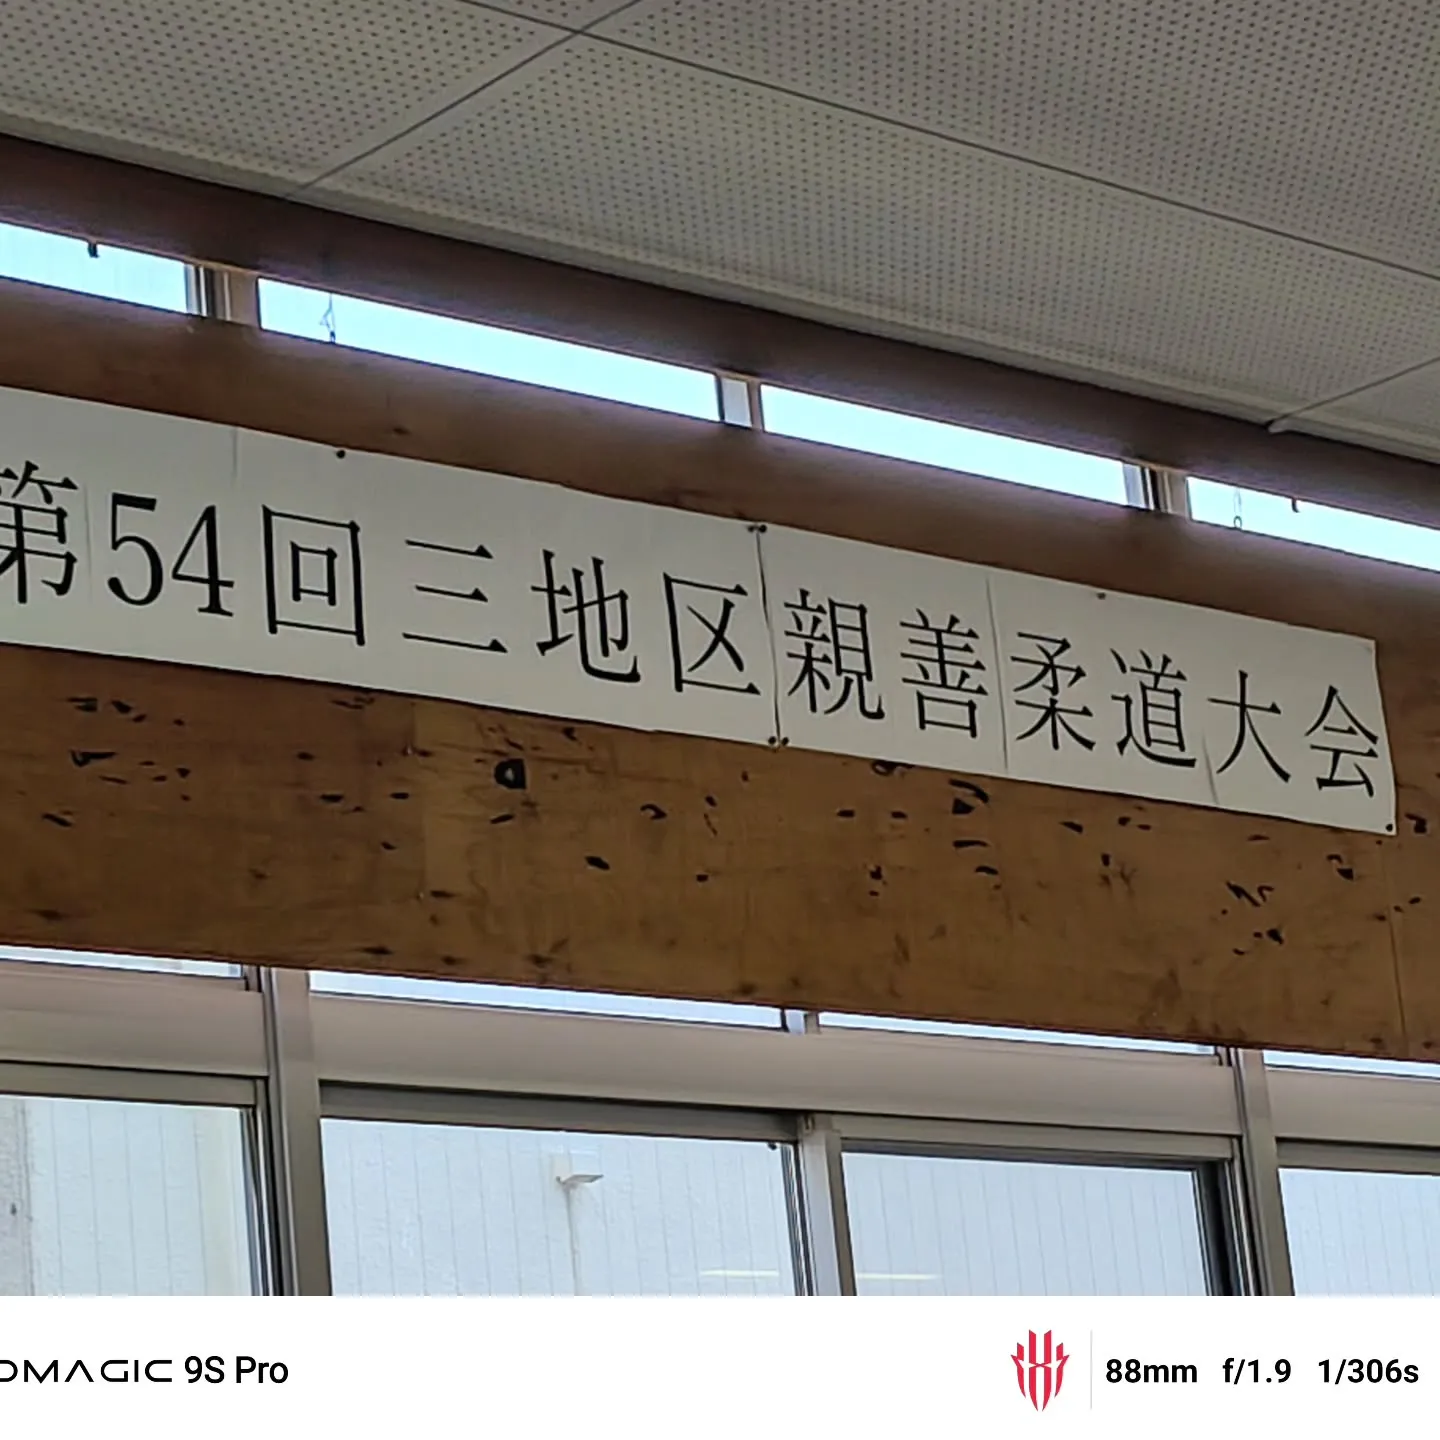 第54回三地区親善柔道大会
DMAGIC 9S Pro
88mm f/1.9 1/306s